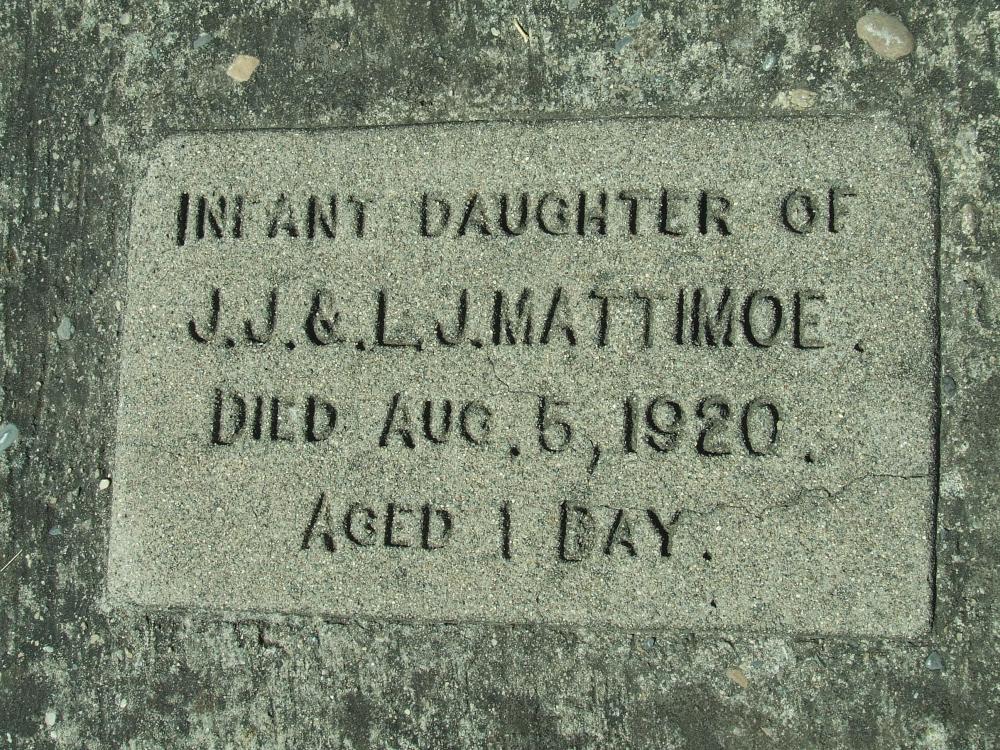 INFANT DAUGHTER OF
J.J.&.L.J.MATTIMOE.
DIED AUG.5,1920.
AGED 1 DAY.